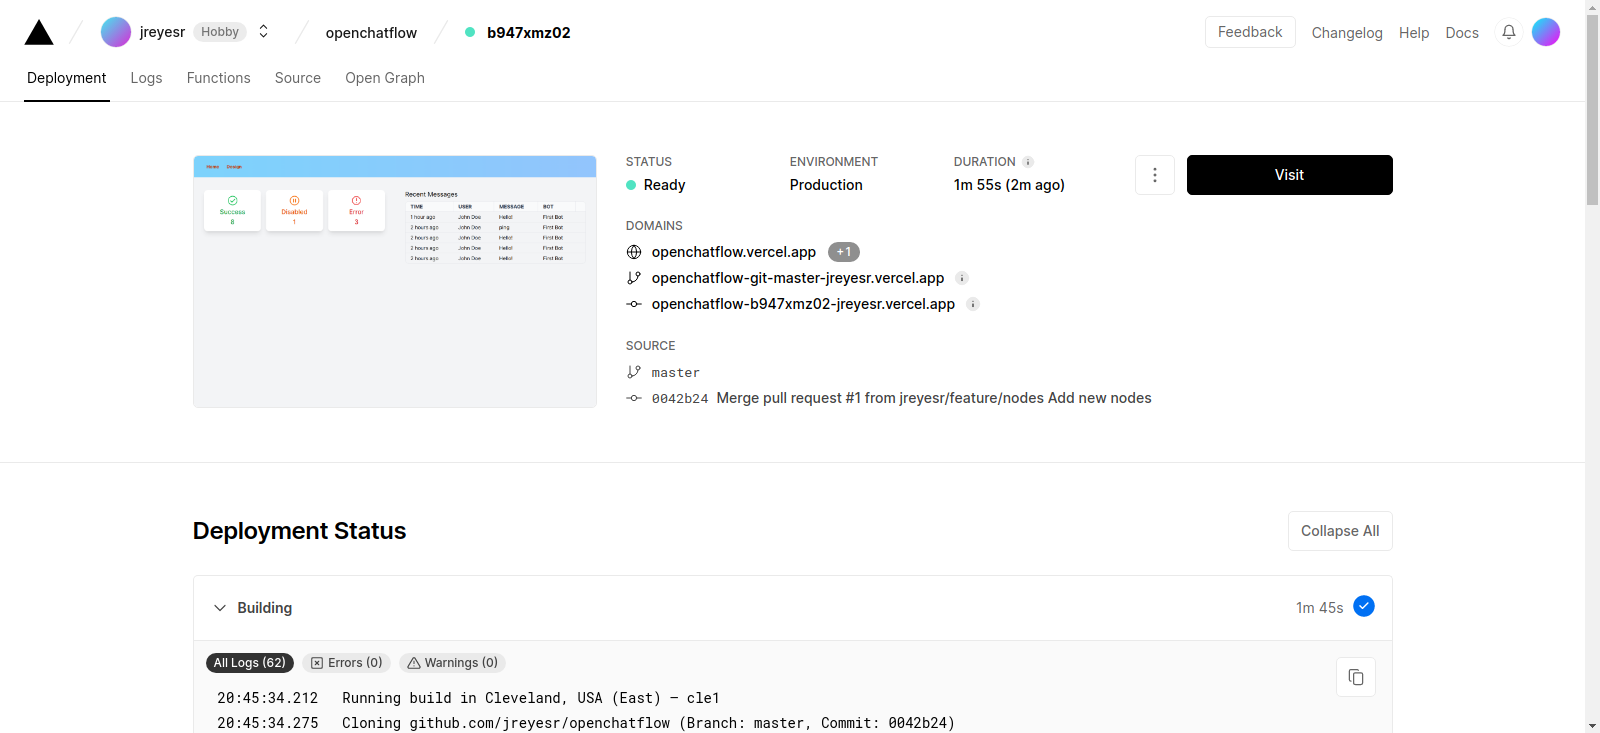 jreyesr Hobby openchatflow b947xmz02 Feedback Changelog Help Docs
Deployment Logs Functions Source Open Graph
Home Design
Success
8
Disabled
1
Error
3
Recent Messages
TIME USER MESSAGE BOT
1 hour ago John Doe Hello! First Bot
2 hours ago John Doe ping First Bot
2 hours ago John Doe Hello! First Bot
2 hours ago John Doe Hello! First Bot
2 hours ago John Doe Hello! First Bot
STATUS ENVIRONMENT DURATION
Ready Production 1m 55s (2m ago)
Visit
DOMAINS
openchatflow.vercel.app +1
openchatflow-git-master-jreyesr.vercel.app
openchatflow-b947xmz02-jreyesr.vercel.app
SOURCE
master
0042b24 Merge pull request #1 from jreyesr/feature/nodes Add new nodes
Deployment Status Collapse All
Building 1m 45s
All Logs (62) Errors (0) Warnings (0)
20:45:34.212 Running build in Cleveland, USA (East) – cle1
20:45:34.275 Cloning github.com/jreyesr/openchatflow (Branch: master, Commit: 0042b24)